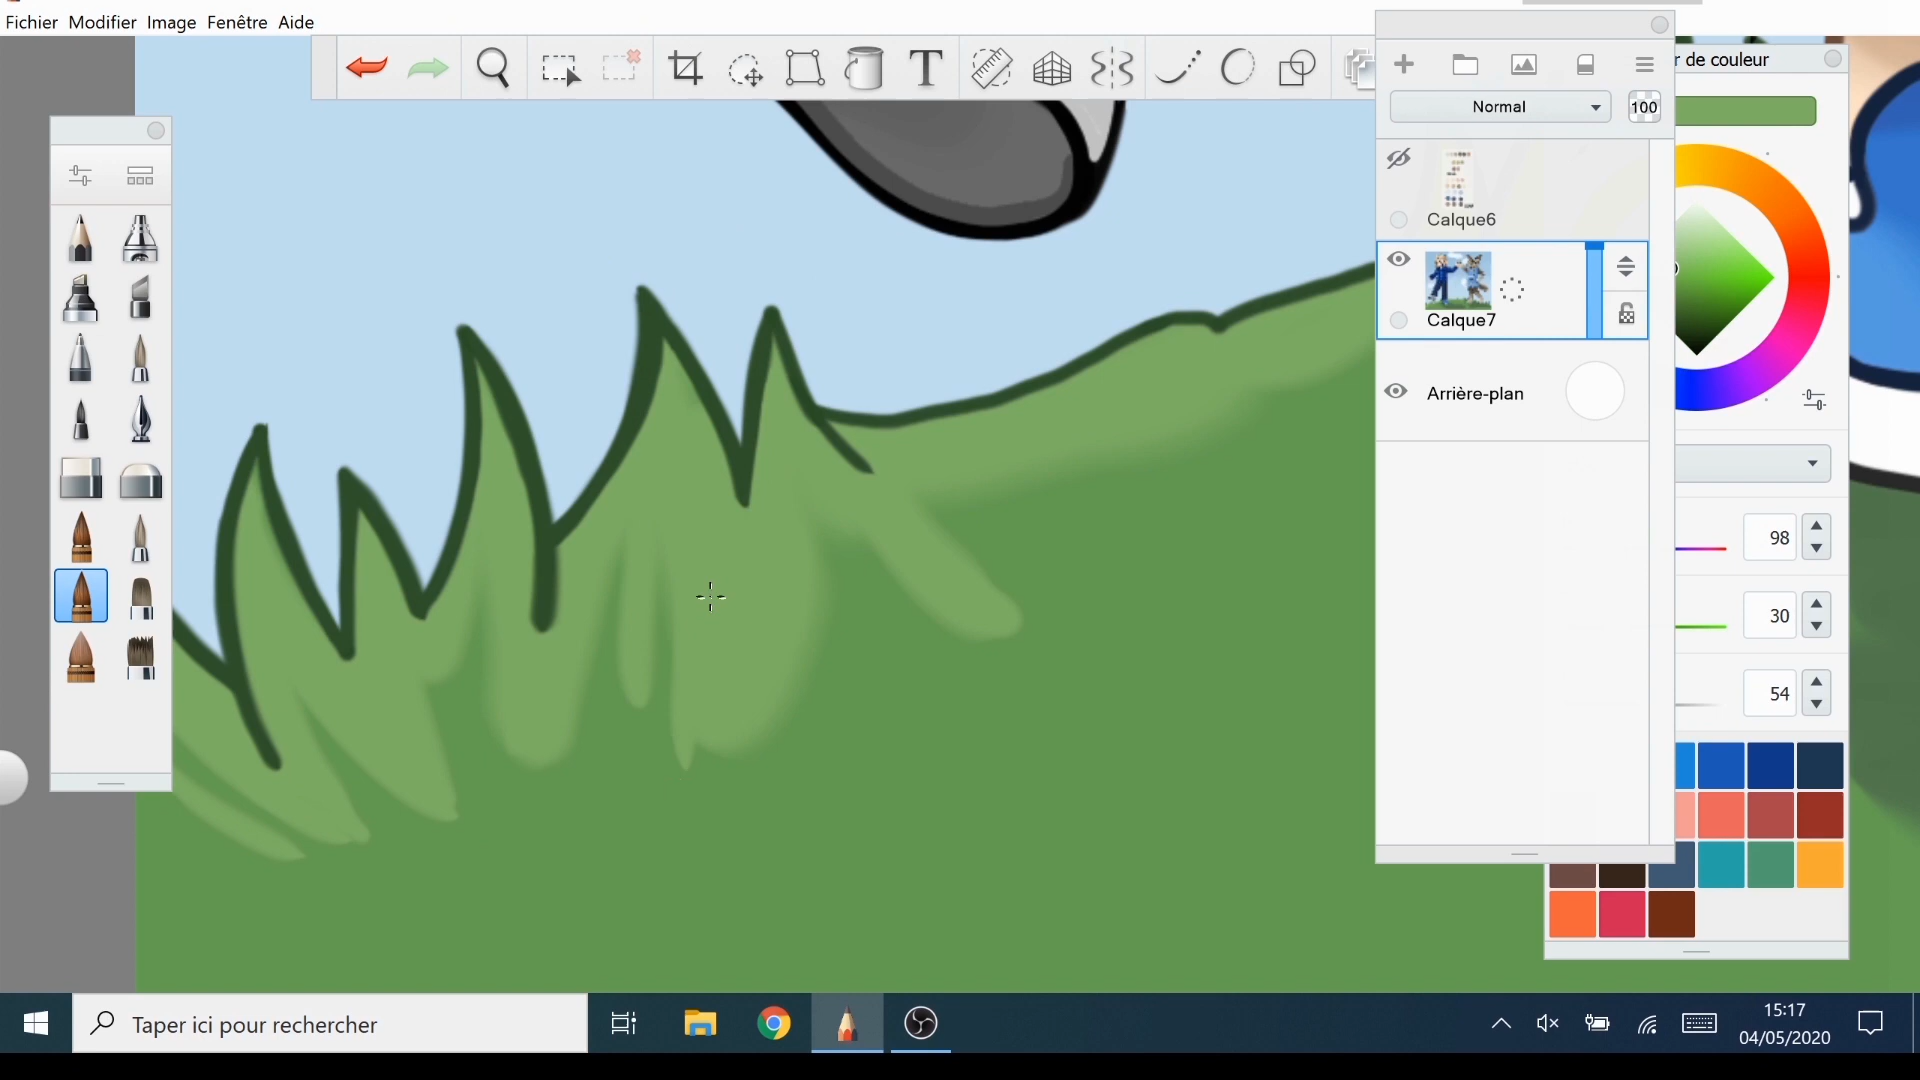 Fichier Modifier Image Fenêtre Aide
r de couleur
T
Normal
100
Calque6
Calque7
Arrière-plan
98
30
54
Taper ici pour rechercher
15:17
04/05/2020